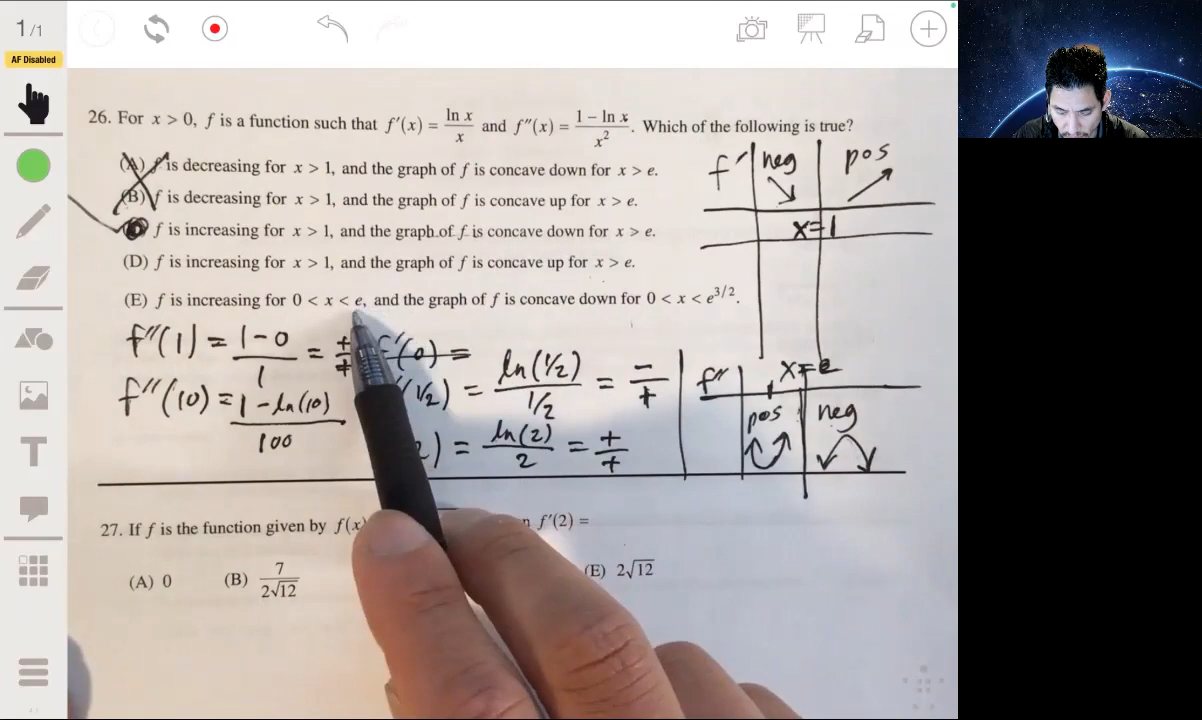 1/1
AF Disabled
26. For x > 0, f is a function such that f′(x) = ln x / x and f″(x) = 1 − ln x / x². Which of the following is true?
(A) f is decreasing for x > 1, and the graph of f is concave down for x > e.
(B) f is decreasing for x > 1, and the graph of f is concave up for x > e.
f is increasing for x > 1, and the graph of f is concave down for x > e.
(D) f is increasing for x > 1, and the graph of f is concave up for x > e.
(E) f is increasing for 0 < x < e, and the graph of f is concave down for 0 < x < e^3/2.
f′ neg pos
x=1
f″(1) = 1-0 / 1 = + / +
f′(0) =
f″(10) = 1-ln(10) / 100
(1/2) = ln(1/2) / 1/2 = - / +
2) = ln(2) / 2 = + / +
f″ x=e
pos neg
27. If f is the function given by f(x) f′(2) =
(A) 0 (B) 7 / 2√12 (E) 2√12
T